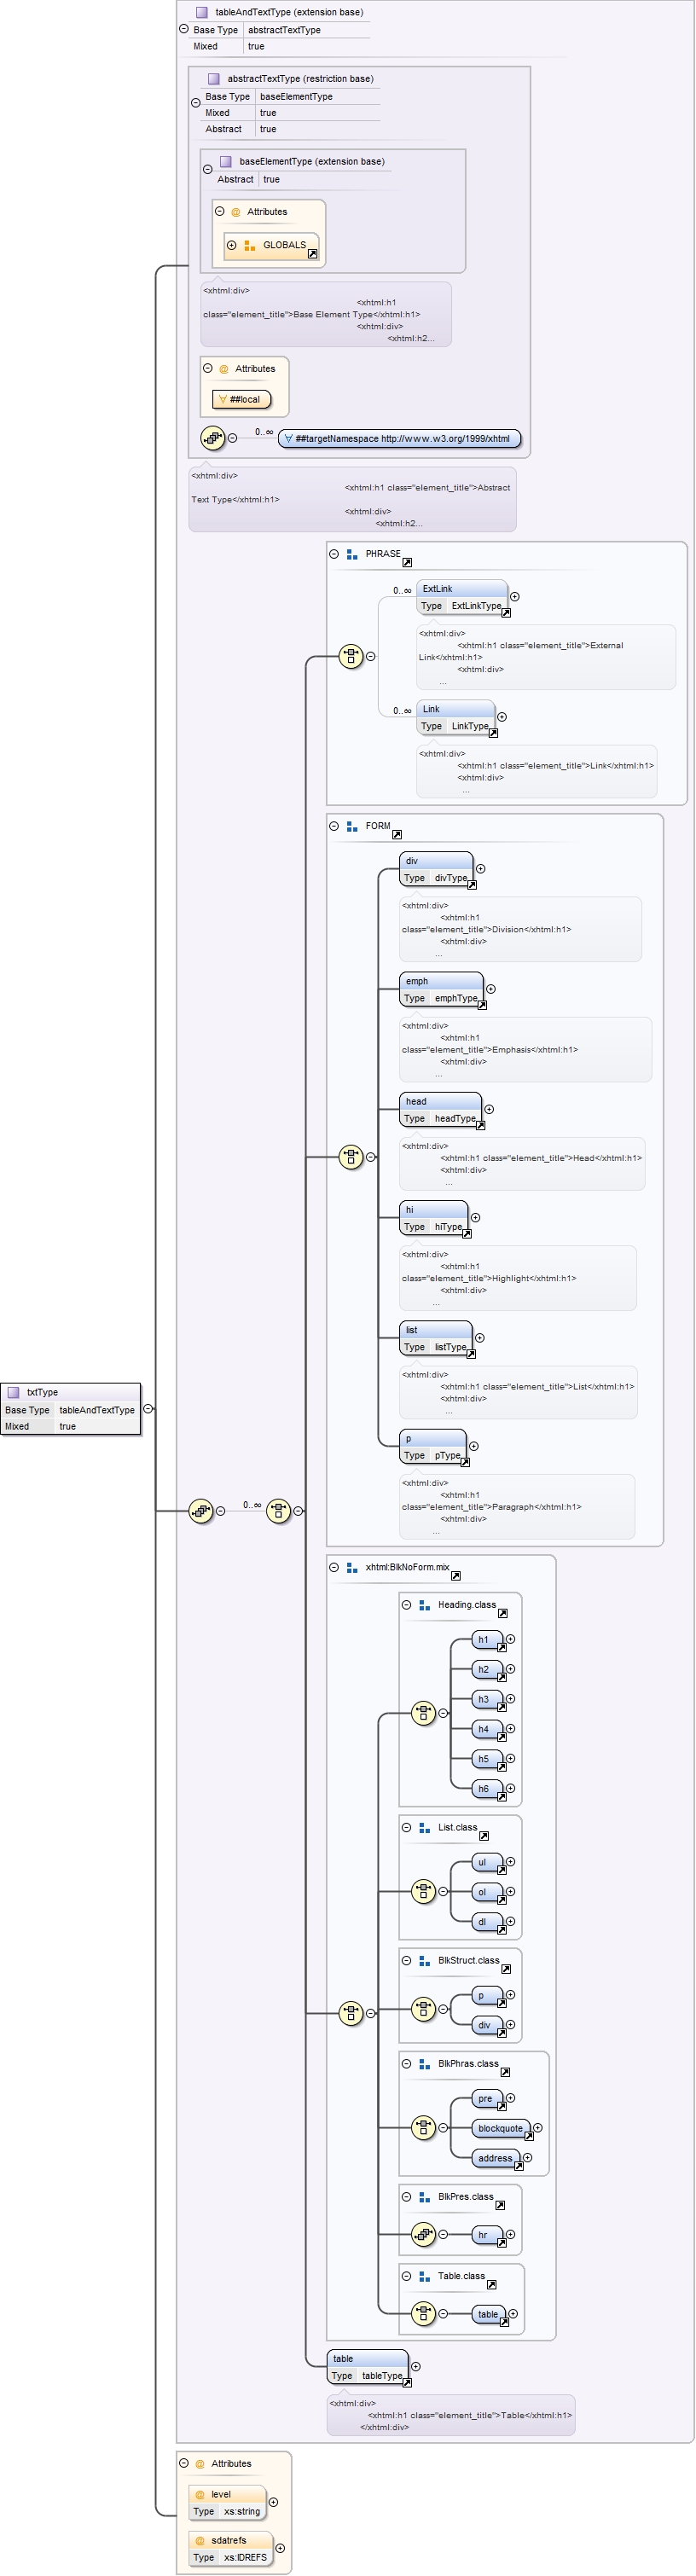 tableAndTextType (extension base)
Base Type abstractTextType
Mixed true
abstractTextType (restriction base)
Base Type baseElementType
Mixed true
Abstract true
baseElementType (extension base)
Abstract true
@ Attributes
GLOBALS
<xhtml:div>
<xhtml:h1
class="element_title">Base Element Type</xhtml:h1>
<xhtml:div>
<xhtml:h2...
@ Attributes
##local
0..∞
##targetNamespace http://www.w3.org/1999/xhtml
<xhtml:div>
<xhtml:h1 class="element_title">Abstract
Text Type</xhtml:h1>
<xhtml:div>
<xhtml:h2...
PHRASE
0..∞
ExtLink
Type ExtLinkType
<xhtml:div>
<xhtml:h1 class="element_title">External
Link</xhtml:h1>
<xhtml:div>
...
0..∞
Link
Type LinkType
<xhtml:div>
<xhtml:h1 class="element_title">Link</xhtml:h1>
<xhtml:div>
...
FORM
div
Type divType
<xhtml:div>
<xhtml:h1
class="element_title">Division</xhtml:h1>
<xhtml:div>
...
emph
Type emphType
<xhtml:div>
<xhtml:h1
class="element_title">Emphasis</xhtml:h1>
<xhtml:div>
...
head
Type headType
<xhtml:div>
<xhtml:h1 class="element_title">Head</xhtml:h1>
<xhtml:div>
...
hi
Type hiType
<xhtml:div>
<xhtml:h1
class="element_title">Highlight</xhtml:h1>
<xhtml:div>
...
list
Type listType
<xhtml:div>
<xhtml:h1 class="element_title">List</xhtml:h1>
<xhtml:div>
...
txtType
Base Type tableAndTextType
Mixed true
p
Type pType
<xhtml:div>
<xhtml:h1
class="element_title">Paragraph</xhtml:h1>
<xhtml:div>
...
0..∞
xhtml:BlkNoForm.mix
Heading.class
h1
h2
h3
h4
h5
h6
List.class
ul
ol
dl
BlkStruct.class
p
div
BlkPhras.class
pre
blockquote
address
BlkPres.class
hr
Table.class
table
table
Type tableType
<xhtml:div>
<xhtml:h1 class="element_title">Table</xhtml:h1>
</xhtml:div>
@ Attributes
@ level
Type xs:string
@ sdatrefs
Type xs:IDREFS